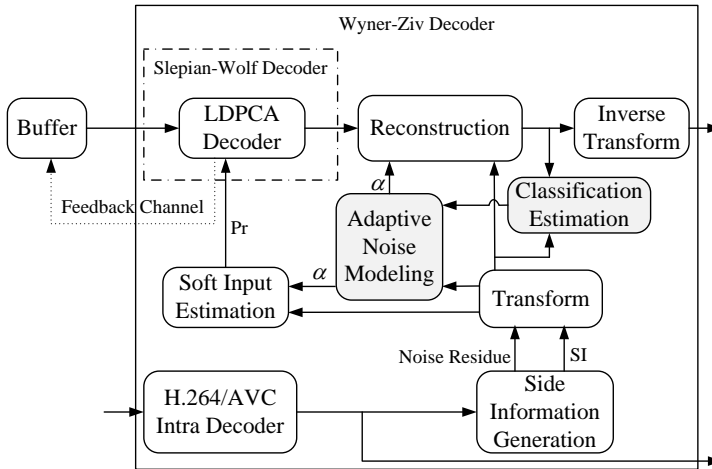 Wyner-Ziv Decoder
Slepian-Wolf Decoder
Buffer
LDPCA
Decoder
Reconstruction
Inverse
Transform
Feedback Channel
Pr
α
Adaptive
Noise
Modeling
Classification
Estimation
Soft Input
Estimation
α
Transform
Noise Residue
SI
H.264/AVC
Intra Decoder
Side
Information
Generation